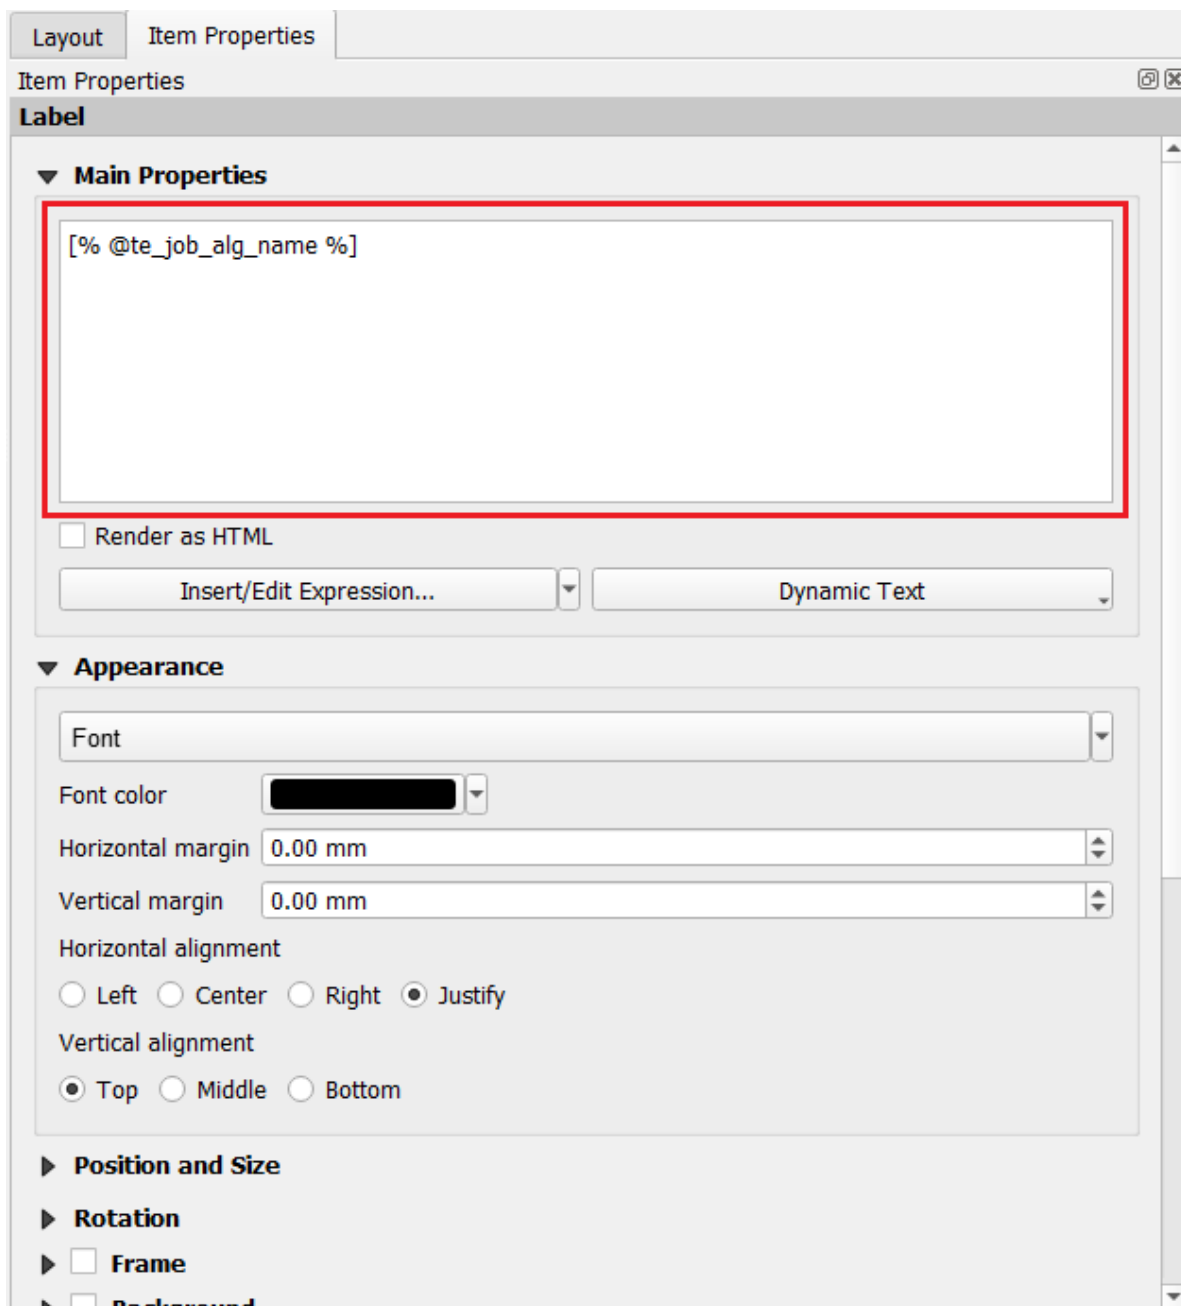 Layout Item Properties
Item Properties
Label
Main Properties
[% @te_job_alg_name %]
Render as HTML
Insert/Edit Expression... Dynamic Text
Appearance
Font
Font color
Horizontal margin 0.00 mm
Vertical margin 0.00 mm
Horizontal alignment
Left Center Right Justify
Vertical alignment
Top Middle Bottom
Position and Size
Rotation
Frame
Background